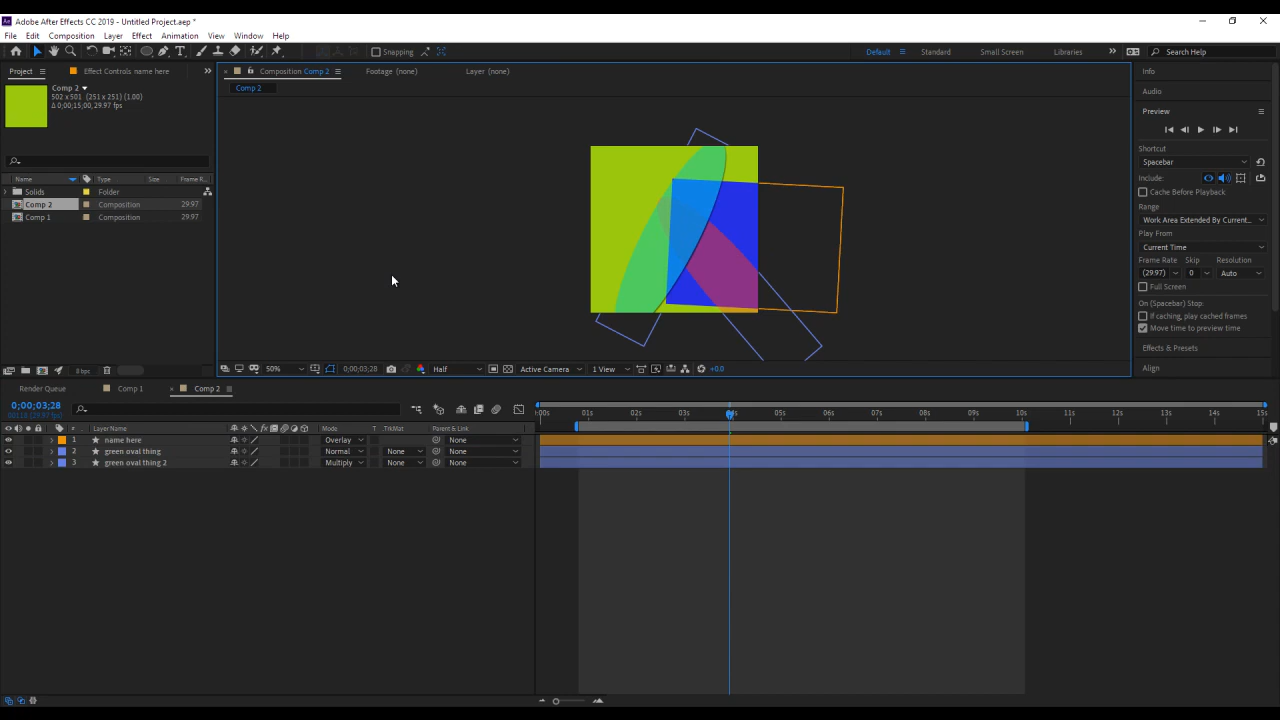 Adobe After Effects CC 2019 - Untitled Project.aep *
File Edit Composition Layer Effect Animation View Window Help
Snapping
Default Standard Small Screen Libraries Search Help
Project Effect Controls name here
Composition Comp 2 Footage (none) Layer (none)
Comp 2
Comp 2
502 x 501 (251 x 251) (1.00)
Δ 0;00;15;00, 29.97 fps
Name Type Size Frame R...
Solids Folder
Comp 2 Composition 29.97
Comp 1 Composition 29.97
8 bpc
50% 0;00;03;28 Half Active Camera 1 View +0.0
Info
Audio
Preview
Shortcut
Spacebar
Include:
Cache Before Playback
Range
Work Area Extended By Current...
Play From
Current Time
Frame Rate Skip Resolution
(29.97) 0 Auto
Full Screen
On (Spacebar) Stop:
If caching, play cached frames
Move time to preview time
Effects & Presets
Align
Render Queue Comp 1 Comp 2
0;00;03;28
00118 (29.97 fps)
# Layer Name Mode T .TrkMat Parent & Link
1 name here Overlay None
2 green oval thing Normal None None
3 green oval thing 2 Multiply None None
:00s 01s 02s 03s 04s 05s 06s 07s 08s 09s 10s 11s 12s 13s 14s 15s